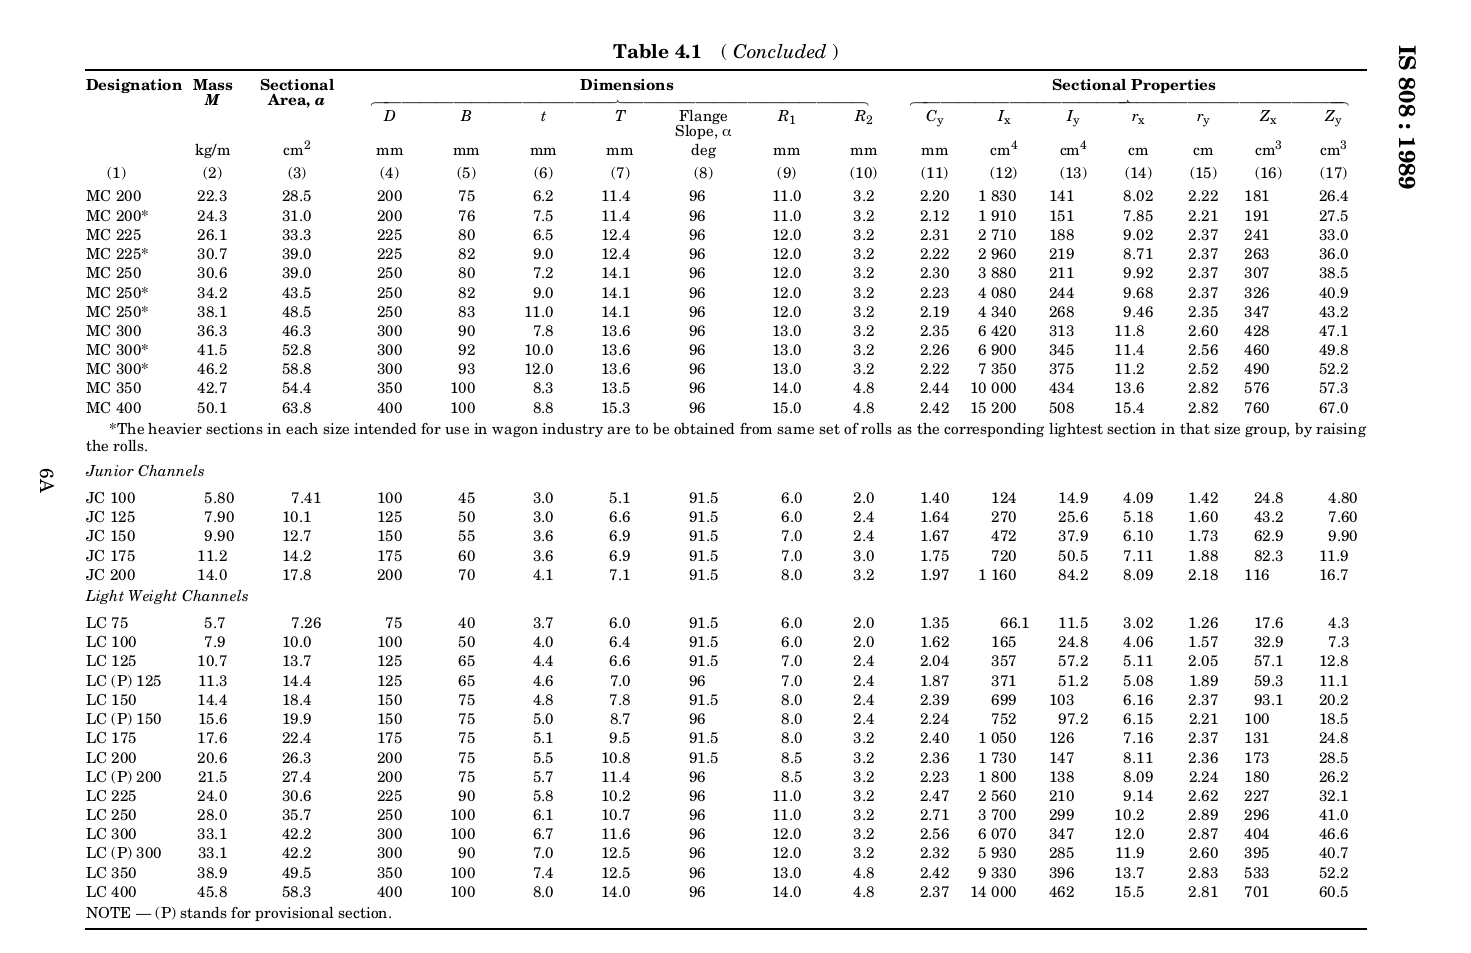 Table 4.1 ( Concluded )
IS 808 : 1989
Designation Mass Sectional Dimensions Sectional Properties
M Area, a
D B t T Flange R1 R2 Cy Ix Iy rx ry Zx Zy
Slope, α
kg/m cm2 mm mm mm mm deg mm mm mm cm4 cm4 cm cm cm3 cm3
(1) (2) (3) (4) (5) (6) (7) (8) (9) (10) (11) (12) (13) (14) (15) (16) (17)
MC 200 22.3 28.5 200 75 6.2 11.4 96 11.0 3.2 2.20 1 830 141 8.02 2.22 181 26.4
MC 200* 24.3 31.0 200 76 7.5 11.4 96 11.0 3.2 2.12 1 910 151 7.85 2.21 191 27.5
MC 225 26.1 33.3 225 80 6.5 12.4 96 12.0 3.2 2.31 2 710 188 9.02 2.37 241 33.0
MC 225* 30.7 39.0 225 82 9.0 12.4 96 12.0 3.2 2.22 2 960 219 8.71 2.37 263 36.0
MC 250 30.6 39.0 250 80 7.2 14.1 96 12.0 3.2 2.30 3 880 211 9.92 2.37 307 38.5
MC 250* 34.2 43.5 250 82 9.0 14.1 96 12.0 3.2 2.23 4 080 244 9.68 2.37 326 40.9
MC 250* 38.1 48.5 250 83 11.0 14.1 96 12.0 3.2 2.19 4 340 268 9.46 2.35 347 43.2
MC 300 36.3 46.3 300 90 7.8 13.6 96 13.0 3.2 2.35 6 420 313 11.8 2.60 428 47.1
MC 300* 41.5 52.8 300 92 10.0 13.6 96 13.0 3.2 2.26 6 900 345 11.4 2.56 460 49.8
MC 300* 46.2 58.8 300 93 12.0 13.6 96 13.0 3.2 2.22 7 350 375 11.2 2.52 490 52.2
MC 350 42.7 54.4 350 100 8.3 13.5 96 14.0 4.8 2.44 10 000 434 13.6 2.82 576 57.3
MC 400 50.1 63.8 400 100 8.8 15.3 96 15.0 4.8 2.42 15 200 508 15.4 2.82 760 67.0
*The heavier sections in each size intended for use in wagon industry are to be obtained from same set of rolls as the corresponding lightest section in that size group, by raising
the rolls.
Junior Channels
6A
JC 100 5.80 7.41 100 45 3.0 5.1 91.5 6.0 2.0 1.40 124 14.9 4.09 1.42 24.8 4.80
JC 125 7.90 10.1 125 50 3.0 6.6 91.5 6.0 2.4 1.64 270 25.6 5.18 1.60 43.2 7.60
JC 150 9.90 12.7 150 55 3.6 6.9 91.5 7.0 2.4 1.67 472 37.9 6.10 1.73 62.9 9.90
JC 175 11.2 14.2 175 60 3.6 6.9 91.5 7.0 3.0 1.75 720 50.5 7.11 1.88 82.3 11.9
JC 200 14.0 17.8 200 70 4.1 7.1 91.5 8.0 3.2 1.97 1 160 84.2 8.09 2.18 116 16.7
Light Weight Channels
LC 75 5.7 7.26 75 40 3.7 6.0 91.5 6.0 2.0 1.35 66.1 11.5 3.02 1.26 17.6 4.3
LC 100 7.9 10.0 100 50 4.0 6.4 91.5 6.0 2.0 1.62 165 24.8 4.06 1.57 32.9 7.3
LC 125 10.7 13.7 125 65 4.4 6.6 91.5 7.0 2.4 2.04 357 57.2 5.11 2.05 57.1 12.8
LC (P) 125 11.3 14.4 125 65 4.6 7.0 96 7.0 2.4 1.87 371 51.2 5.08 1.89 59.3 11.1
LC 150 14.4 18.4 150 75 4.8 7.8 91.5 8.0 2.4 2.39 699 103 6.16 2.37 93.1 20.2
LC (P) 150 15.6 19.9 150 75 5.0 8.7 96 8.0 2.4 2.24 752 97.2 6.15 2.21 100 18.5
LC 175 17.6 22.4 175 75 5.1 9.5 91.5 8.0 3.2 2.40 1 050 126 7.16 2.37 131 24.8
LC 200 20.6 26.3 200 75 5.5 10.8 91.5 8.5 3.2 2.36 1 730 147 8.11 2.36 173 28.5
LC (P) 200 21.5 27.4 200 75 5.7 11.4 96 8.5 3.2 2.23 1 800 138 8.09 2.24 180 26.2
LC 225 24.0 30.6 225 90 5.8 10.2 96 11.0 3.2 2.47 2 560 210 9.14 2.62 227 32.1
LC 250 28.0 35.7 250 100 6.1 10.7 96 11.0 3.2 2.71 3 700 299 10.2 2.89 296 41.0
LC 300 33.1 42.2 300 100 6.7 11.6 96 12.0 3.2 2.56 6 070 347 12.0 2.87 404 46.6
LC (P) 300 33.1 42.2 300 90 7.0 12.5 96 12.0 3.2 2.32 5 930 285 11.9 2.60 395 40.7
LC 350 38.9 49.5 350 100 7.4 12.5 96 13.0 4.8 2.42 9 330 396 13.7 2.83 533 52.2
LC 400 45.8 58.3 400 100 8.0 14.0 96 14.0 4.8 2.37 14 000 462 15.5 2.81 701 60.5
NOTE — (P) stands for provisional section.